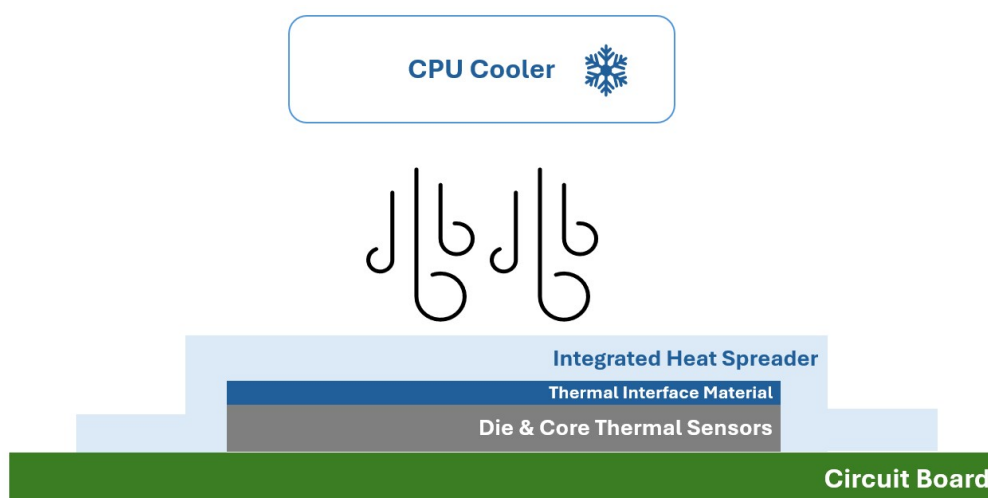 CPU Cooler
Integrated Heat Spreader
Thermal Interface Material
Die & Core Thermal Sensors
Circuit Board